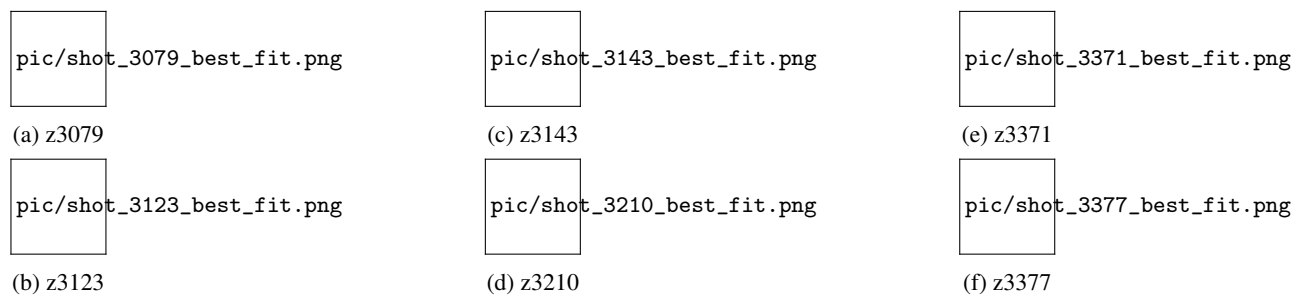 pic/shot_3079_best_fit.png
(a) z3079
pic/shot_3123_best_fit.png
(b) z3123
pic/shot_3143_best_fit.png
(c) z3143
pic/shot_3210_best_fit.png
(d) z3210
pic/shot_3371_best_fit.png
(e) z3371
pic/shot_3377_best_fit.png
(f) z3377